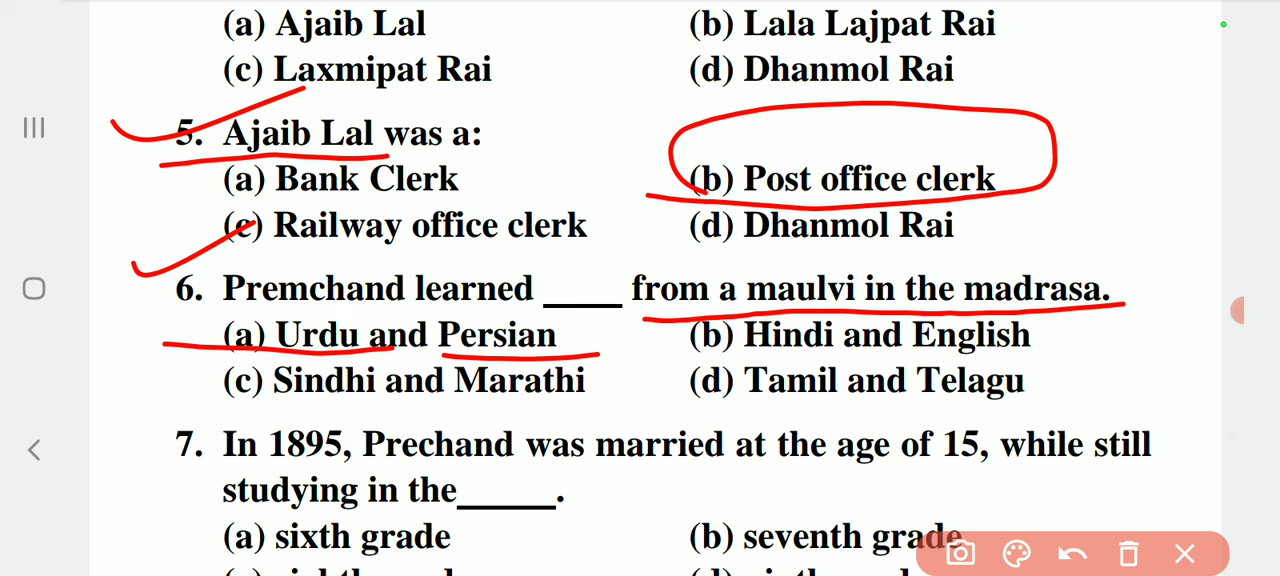 (a) Ajaib Lal (b) Lala Lajpat Rai
(c) Laxmipat Rai (d) Dhanmol Rai
5. Ajaib Lal was a:
(a) Bank Clerk (b) Post office clerk
(c) Railway office clerk (d) Dhanmol Rai
6. Premchand learned ____ from a maulvi in the madrasa.
(a) Urdu and Persian (b) Hindi and English
(c) Sindhi and Marathi (d) Tamil and Telagu
7. In 1895, Prechand was married at the age of 15, while still
studying in the_____.
(a) sixth grade (b) seventh grade